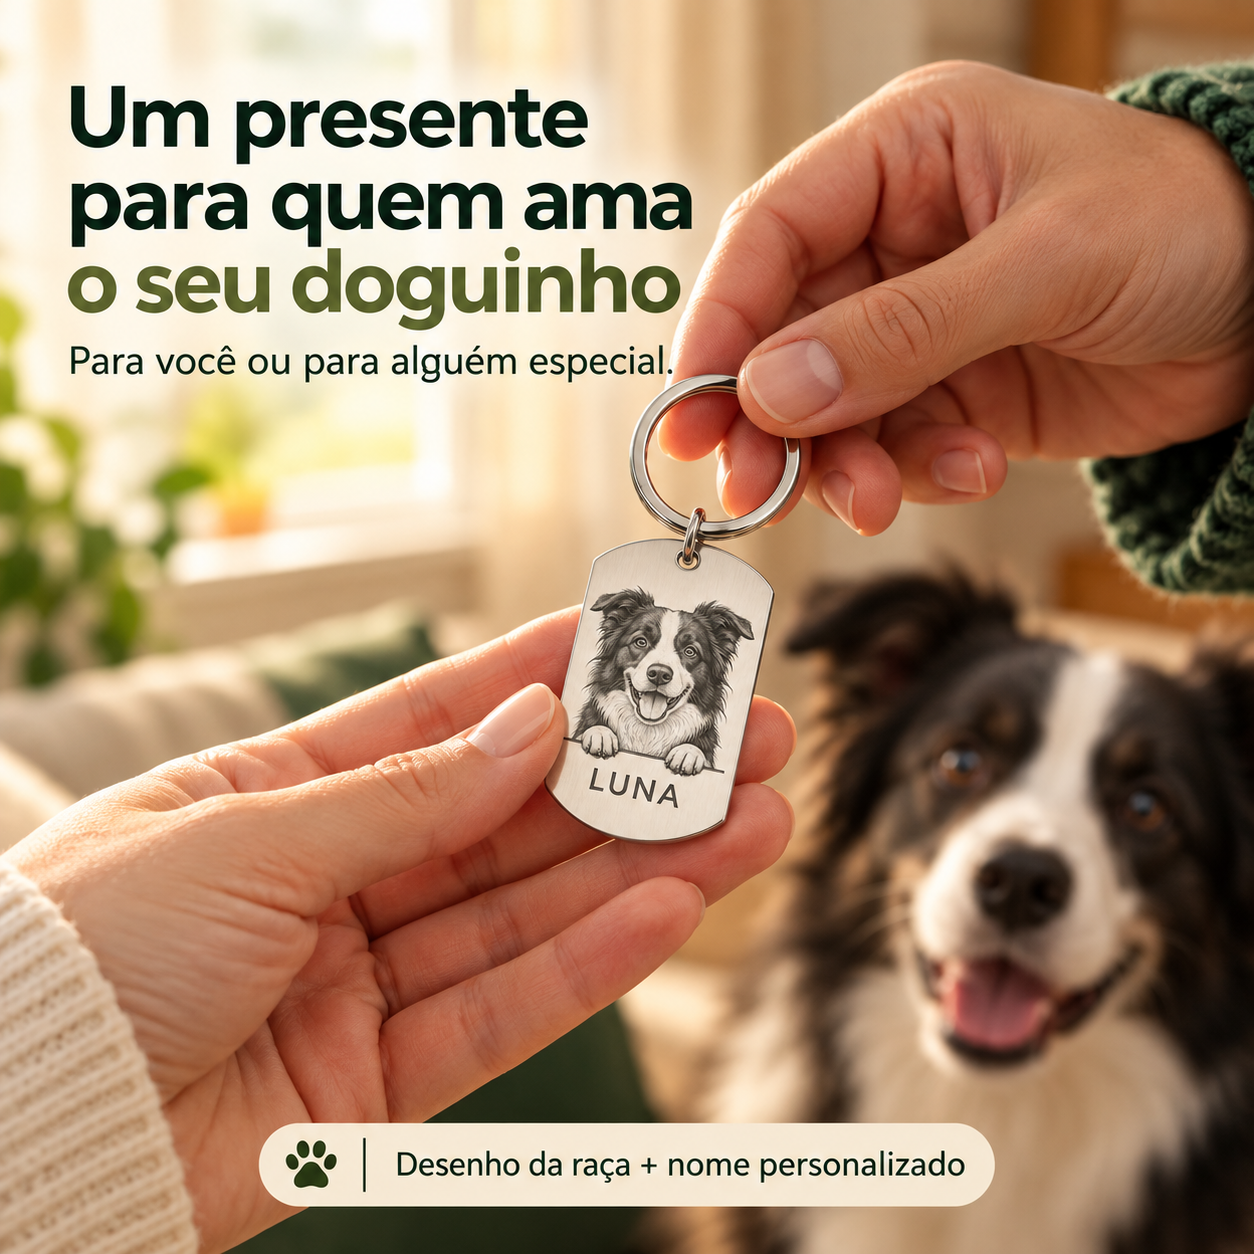 Um presente
para quem ama
o seu doguinho
Para você ou para alguém especial.
LUNA
Desenho da raça + nome personalizado